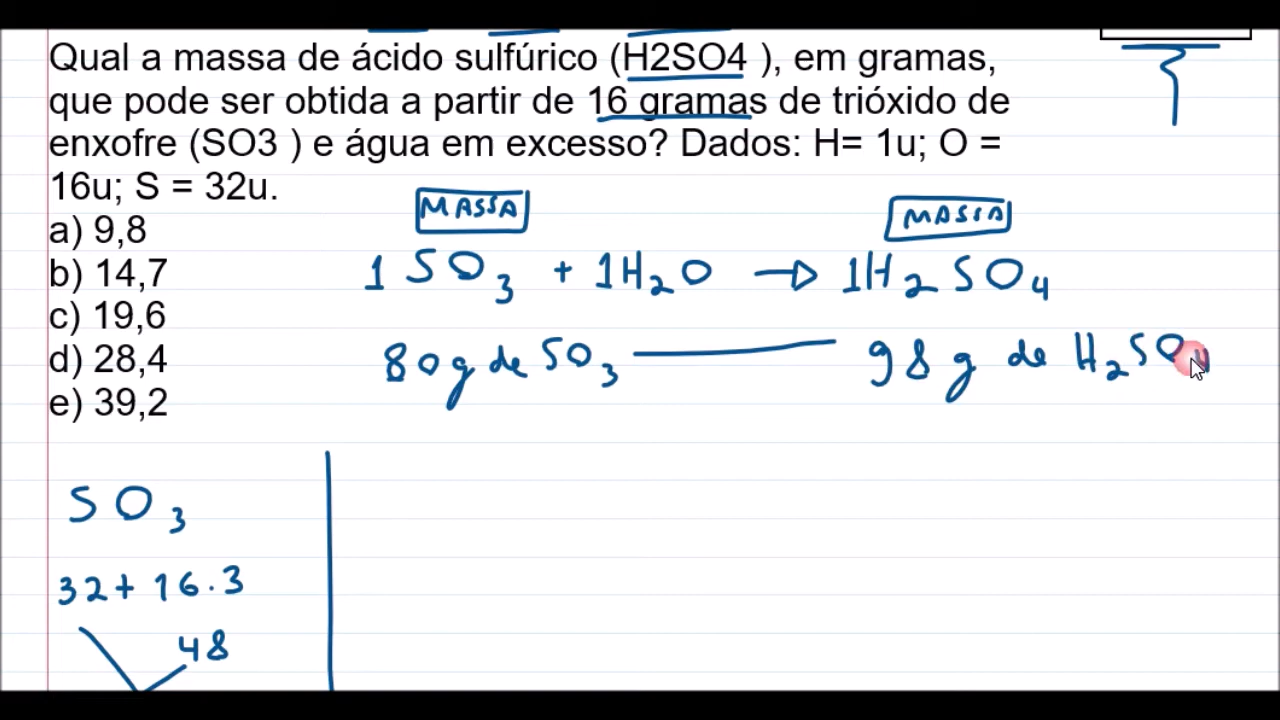 Qual a massa de ácido sulfúrico (H2SO4 ), em gramas,
que pode ser obtida a partir de 16 gramas de trióxido de
enxofre (SO3 ) e água em excesso? Dados: H= 1u; O =
16u; S = 32u.
a) 9,8
b) 14,7
c) 19,6
d) 28,4
e) 39,2
MASSA
MASSA
1 SO3 + 1H2O → 1H2SO4
80g de SO3 —— 98g de H2SO4
SO3
32 + 16.3
48